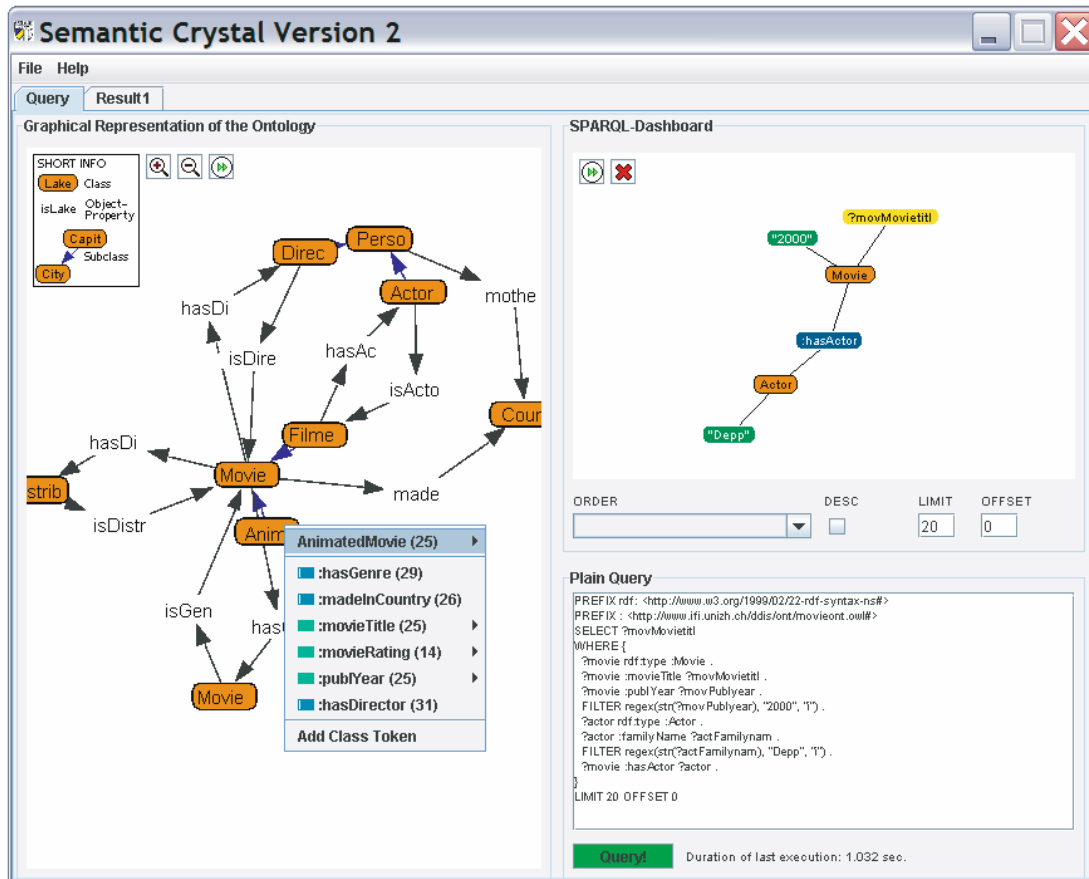 Semantic Crystal Version 2
File Help
Query Result1
Graphical Representation of the Ontology
SHORT INFO
Lake Class
isLake Object-
Property
Capit
Subclass
City
Direc
Perso
Actor
hasDi
mothe
isDire
hasAc
isActo
Cour
Filme
hasDi
Movie
strib
made
isDistr
Anim
isGen
Movie
AnimatedMovie (25)
:hasGenre (29)
:madeInCountry (26)
:movieTitle (25)
:movieRating (14)
:publYear (25)
:hasDirector (31)
Add Class Token
SPARQL-Dashboard
?movMovietitl
"2000"
Movie
:hasActor
Actor
"Depp"
ORDER DESC LIMIT OFFSET
20 0
Plain Query
PREFIX rdf: <http://www.w3.org/1999/02/22-rdf-syntax-ns#>
PREFIX : <http://www.ifi.unizh.ch/ddis/ont/movieont.owl#>
SELECT ?movMovietitl
WHERE {
?movie rdf:type :Movie .
?movie :movieTitle ?movMovietitl .
?movie :publYear ?movPublyear .
FILTER regex(str(?movPublyear), "2000", "i") .
?actor rdf:type :Actor .
?actor :familyName ?actFamilynam .
FILTER regex(str(?actFamilynam), "Depp", "i") .
?movie :hasActor ?actor .
}
LIMIT 20 OFFSET 0
Query! Duration of last execution: 1.032 sec.